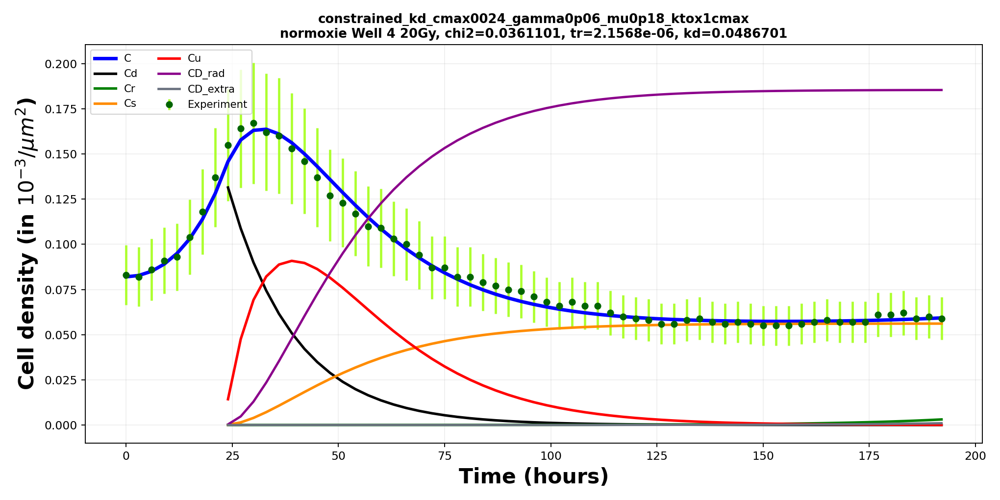 constrained_kd_cmax0024_gamma0p06_mu0p18_ktox1cmax
normoxie Well 4 20Gy, chi2=0.0361101, tr=2.1568e-06, kd=0.0486701
C
Cd
Cr
Cs
Cu
CD_rad
CD_extra
Experiment
Cell density (in 10⁻³/μm²)
0.200
0.175
0.150
0.125
0.100
0.075
0.050
0.025
0.000
0 25 50 75 100 125 150 175 200
Time (hours)